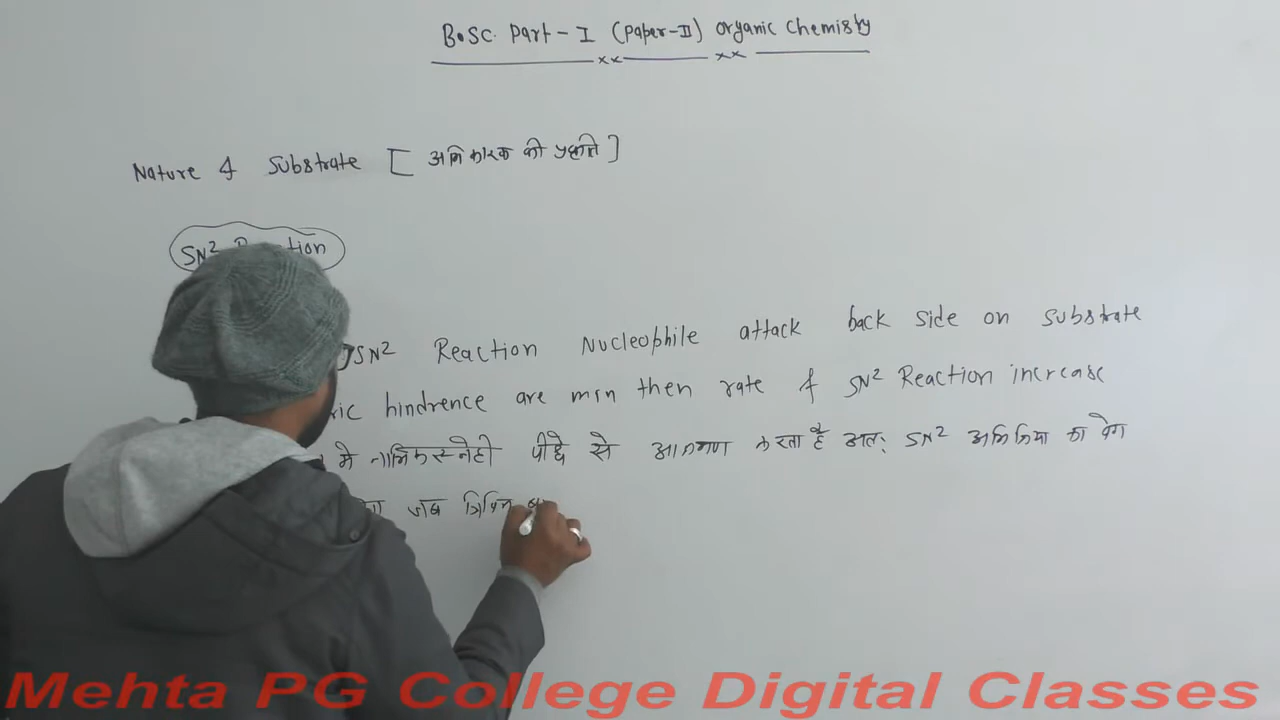 B.Sc. Part-I (Paper-II) Organic Chemistry
Nature of Substrate [अभिकारक की प्रकृति]
SN² tion
SN² Reaction Nucleophile attack back side on substrate
ric hindrence are min then rate of SN² Reaction increase
मे नाभिकस्नेही पीछे से आक्रमण करता है अतः SN² अभिक्रिया का वेग
जब त्रिविम
Mehta PG College Digital Classes